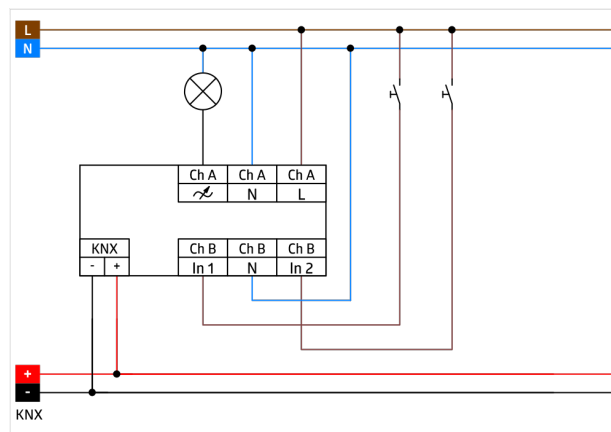 L
N
Ch A Ch A Ch A
N L
KNX Ch B Ch B Ch B
- + In 1 N In 2
+
-
KNX